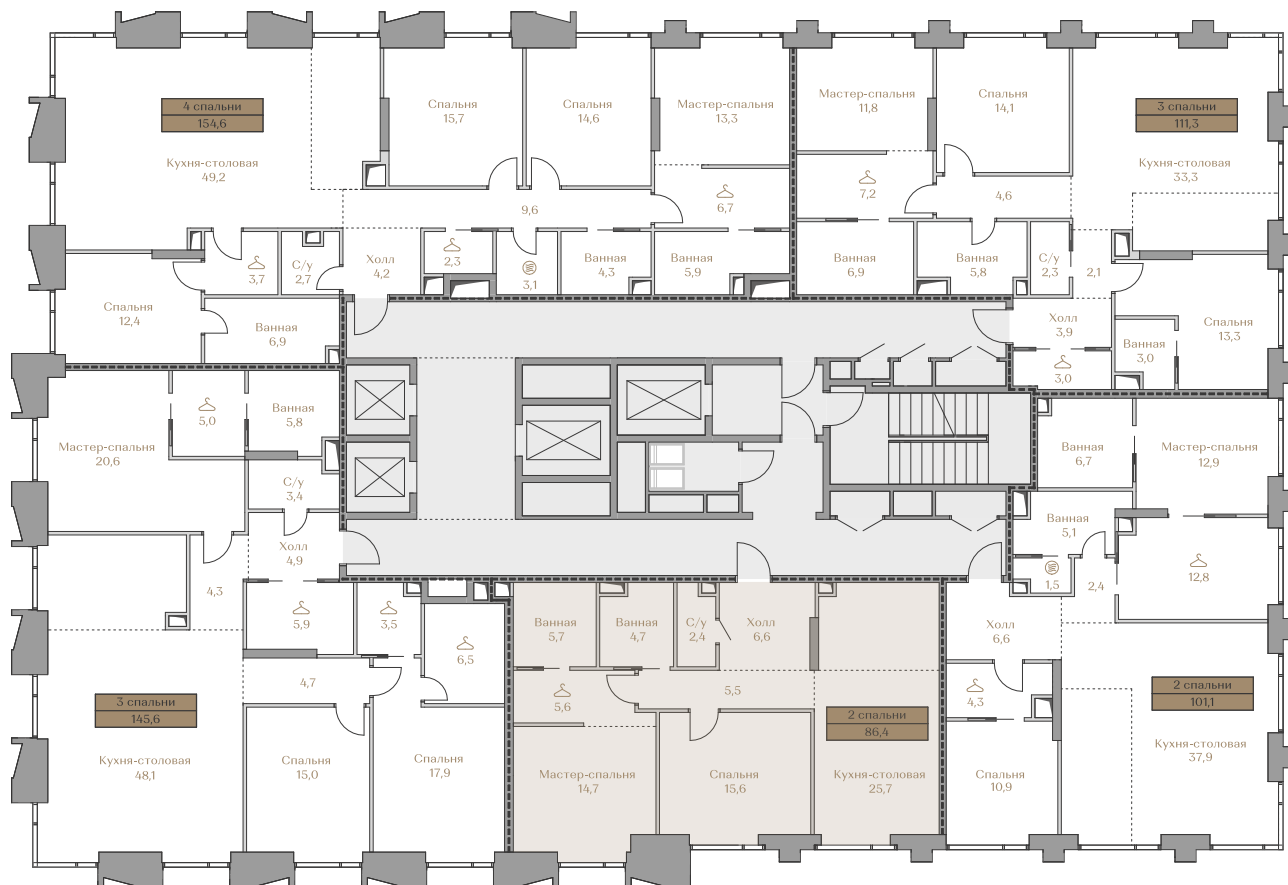 4 спальни
154,6
Кухня-столовая
49,2
Спальня
15,7
Спальня
14,6
Мастер-спальня
13,3
6,7
9,6
Спальня
12,4
3,7
С/у
2,7
Холл
4,2
2,3
3,1
Ванная
4,3
Ванная
5,9
Ванная
6,9
Мастер-спальня
11,8
Спальня
14,1
3 спальни
111,3
Кухня-столовая
33,3
7,2
4,6
Ванная
6,9
Ванная
5,8
С/у
2,3
2,1
Холл
3,9
3,0
Ванная
3,0
Спальня
13,3
Мастер-спальня
20,6
5,0
Ванная
5,8
С/у
3,4
Холл
4,9
4,3
5,9
3,5
6,5
4,7
3 спальни
145,6
Кухня-столовая
48,1
Спальня
15,0
Спальня
17,9
Ванная
5,7
Ванная
4,7
С/у
2,4
Холл
6,6
5,6
5,5
2 спальни
86,4
Мастер-спальня
14,7
Спальня
15,6
Кухня-столовая
25,7
Ванная
6,7
Мастер-спальня
12,9
Ванная
5,1
1,5
2,4
12,8
Холл
6,6
4,3
2 спальни
101,1
Кухня-столовая
37,9
Спальня
10,9